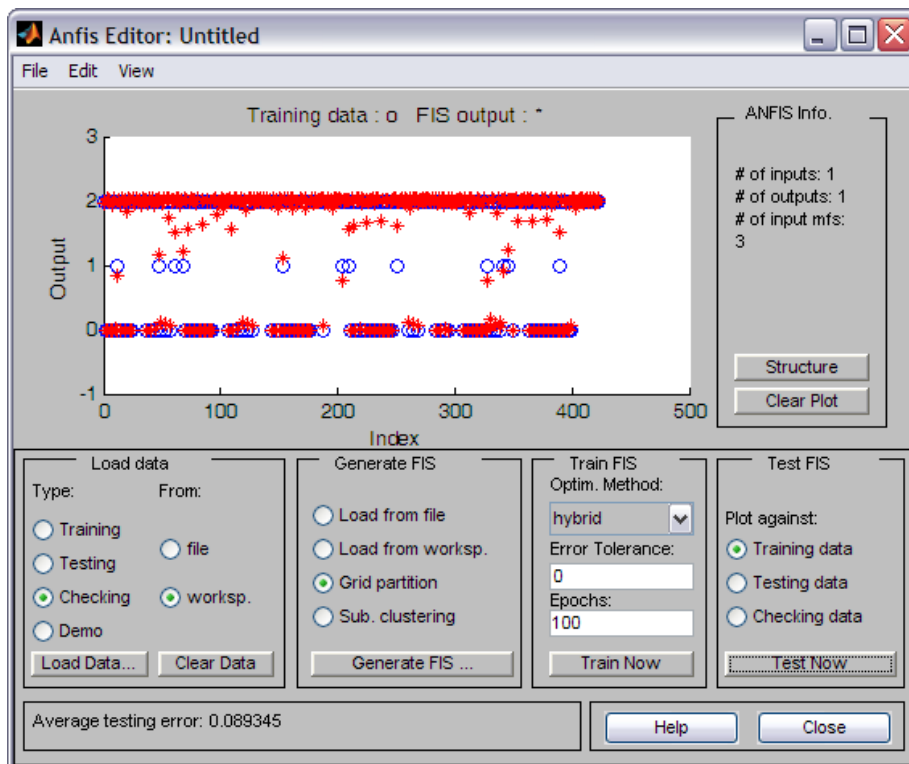 Anfis Editor: Untitled
File Edit View
Training data : o FIS output : *
3
2
1
0
-1
Output
0 100 200 300 400 500
Index
ANFIS Info.
# of inputs: 1
# of outputs: 1
# of input mfs:
3
Structure
Clear Plot
Load data
Type: From:
Training
Testing
Checking
Demo
file
worksp.
Load Data... Clear Data
Generate FIS
Load from file
Load from worksp.
Grid partition
Sub. clustering
Generate FIS ...
Train FIS
Optim. Method:
hybrid
Error Tolerance:
0
Epochs:
100
Train Now
Test FIS
Plot against:
Training data
Testing data
Checking data
Test Now
Average testing error: 0.089345
Help Close